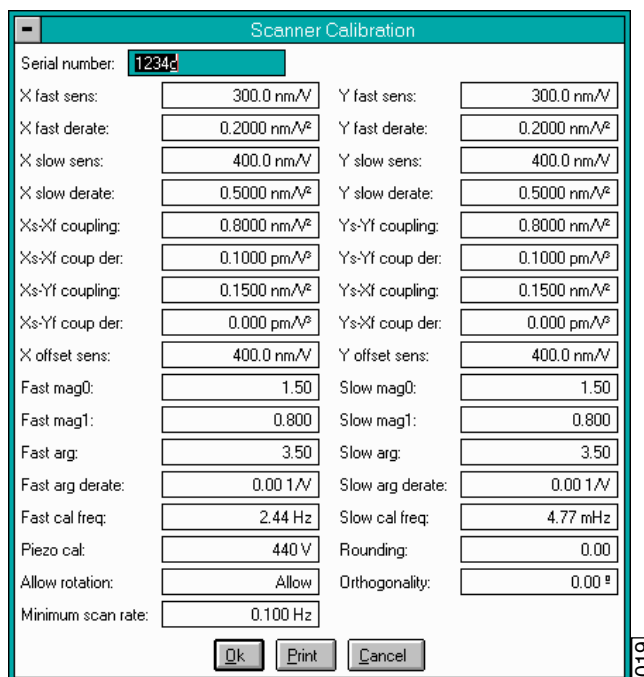 Scanner Calibration
Serial number: 1234c
X fast sens: 300.0 nm/V Y fast sens: 300.0 nm/V
X fast derate: 0.2000 nm/V² Y fast derate: 0.2000 nm/V²
X slow sens: 400.0 nm/V Y slow sens: 400.0 nm/V
X slow derate: 0.5000 nm/V² Y slow derate: 0.5000 nm/V²
Xs-Xf coupling: 0.8000 nm/V² Ys-Yf coupling: 0.8000 nm/V²
Xs-Xf coup der: 0.1000 pm/V³ Ys-Yf coup der: 0.1000 pm/V³
Xs-Yf coupling: 0.1500 nm/V² Ys-Xf coupling: 0.1500 nm/V²
Xs-Yf coup der: 0.000 pm/V³ Ys-Xf coup der: 0.000 pm/V³
X offset sens: 400.0 nm/V Y offset sens: 400.0 nm/V
Fast mag0: 1.50 Slow mag0: 1.50
Fast mag1: 0.800 Slow mag1: 0.800
Fast arg: 3.50 Slow arg: 3.50
Fast arg derate: 0.00 1/V Slow arg derate: 0.00 1/V
Fast cal freq: 2.44 Hz Slow cal freq: 4.77 mHz
Piezo cal: 440 V Rounding: 0.00
Allow rotation: Allow Orthogonality: 0.00 º
Minimum scan rate: 0.100 Hz
Ok Print Cancel
019